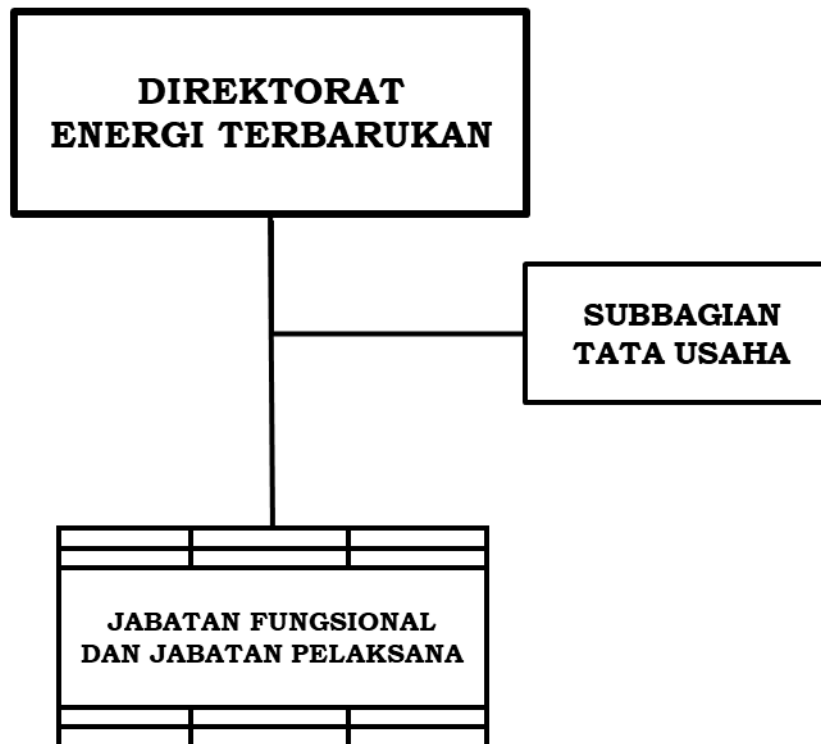 DIREKTORAT
ENERGI TERBARUKAN
SUBBAGIAN
TATA USAHA
JABATAN FUNGSIONAL
DAN JABATAN PELAKSANA